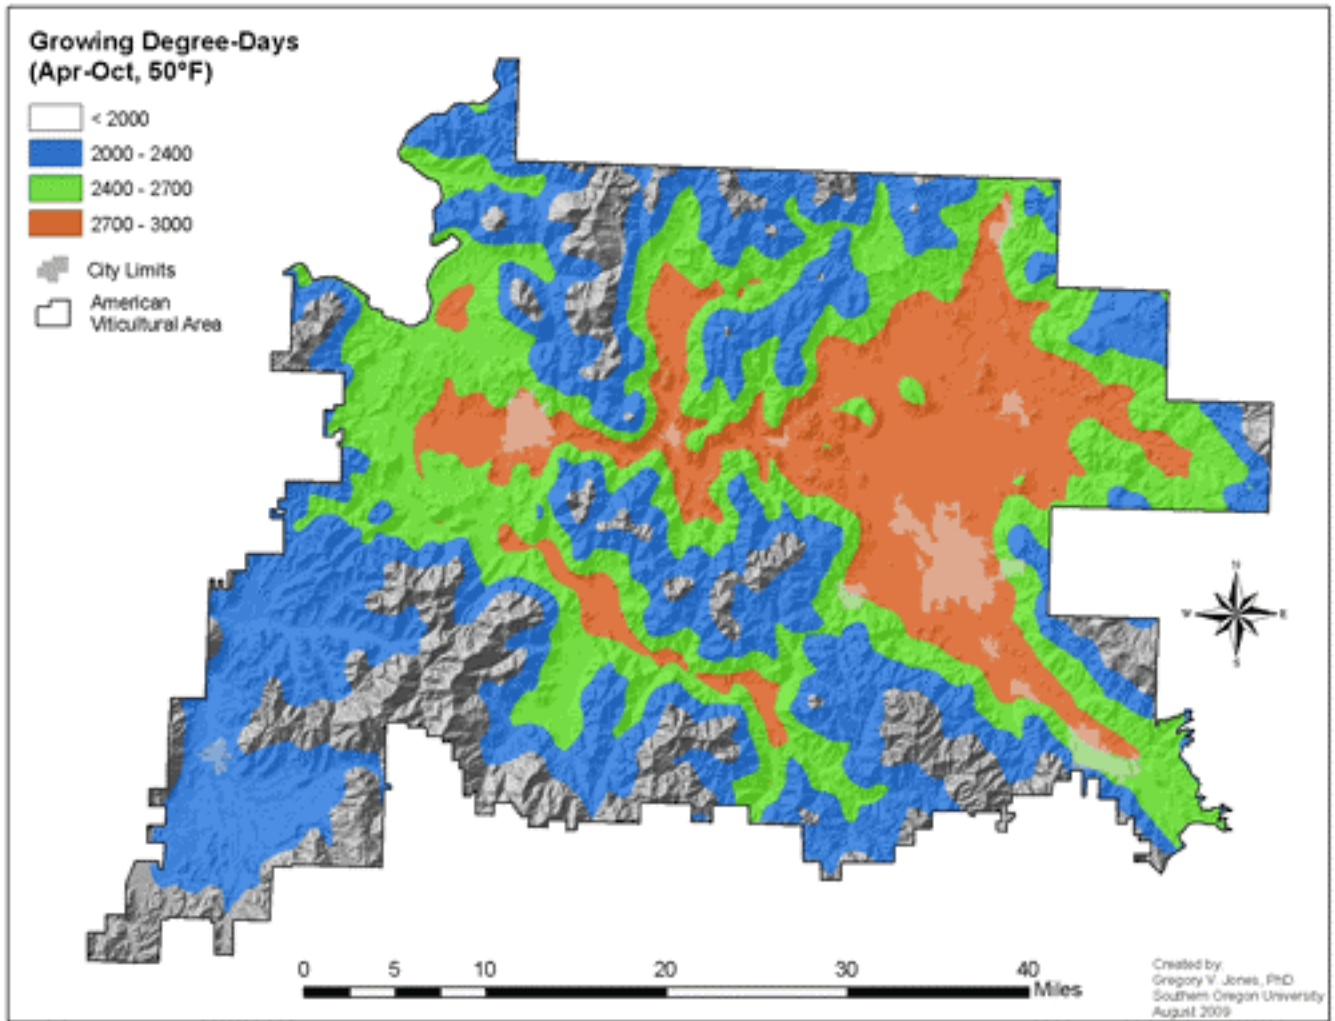 Growing Degree-Days
(Apr-Oct, 50°F)
< 2000
2000 - 2400
2400 - 2700
2700 - 3000
City Limits
American
Viticultural Area
N
W
E
S
0 5 10 20 30 40
Miles
Created by:
Gregory V. Jones, PhD
Southern Oregon University
August 2009